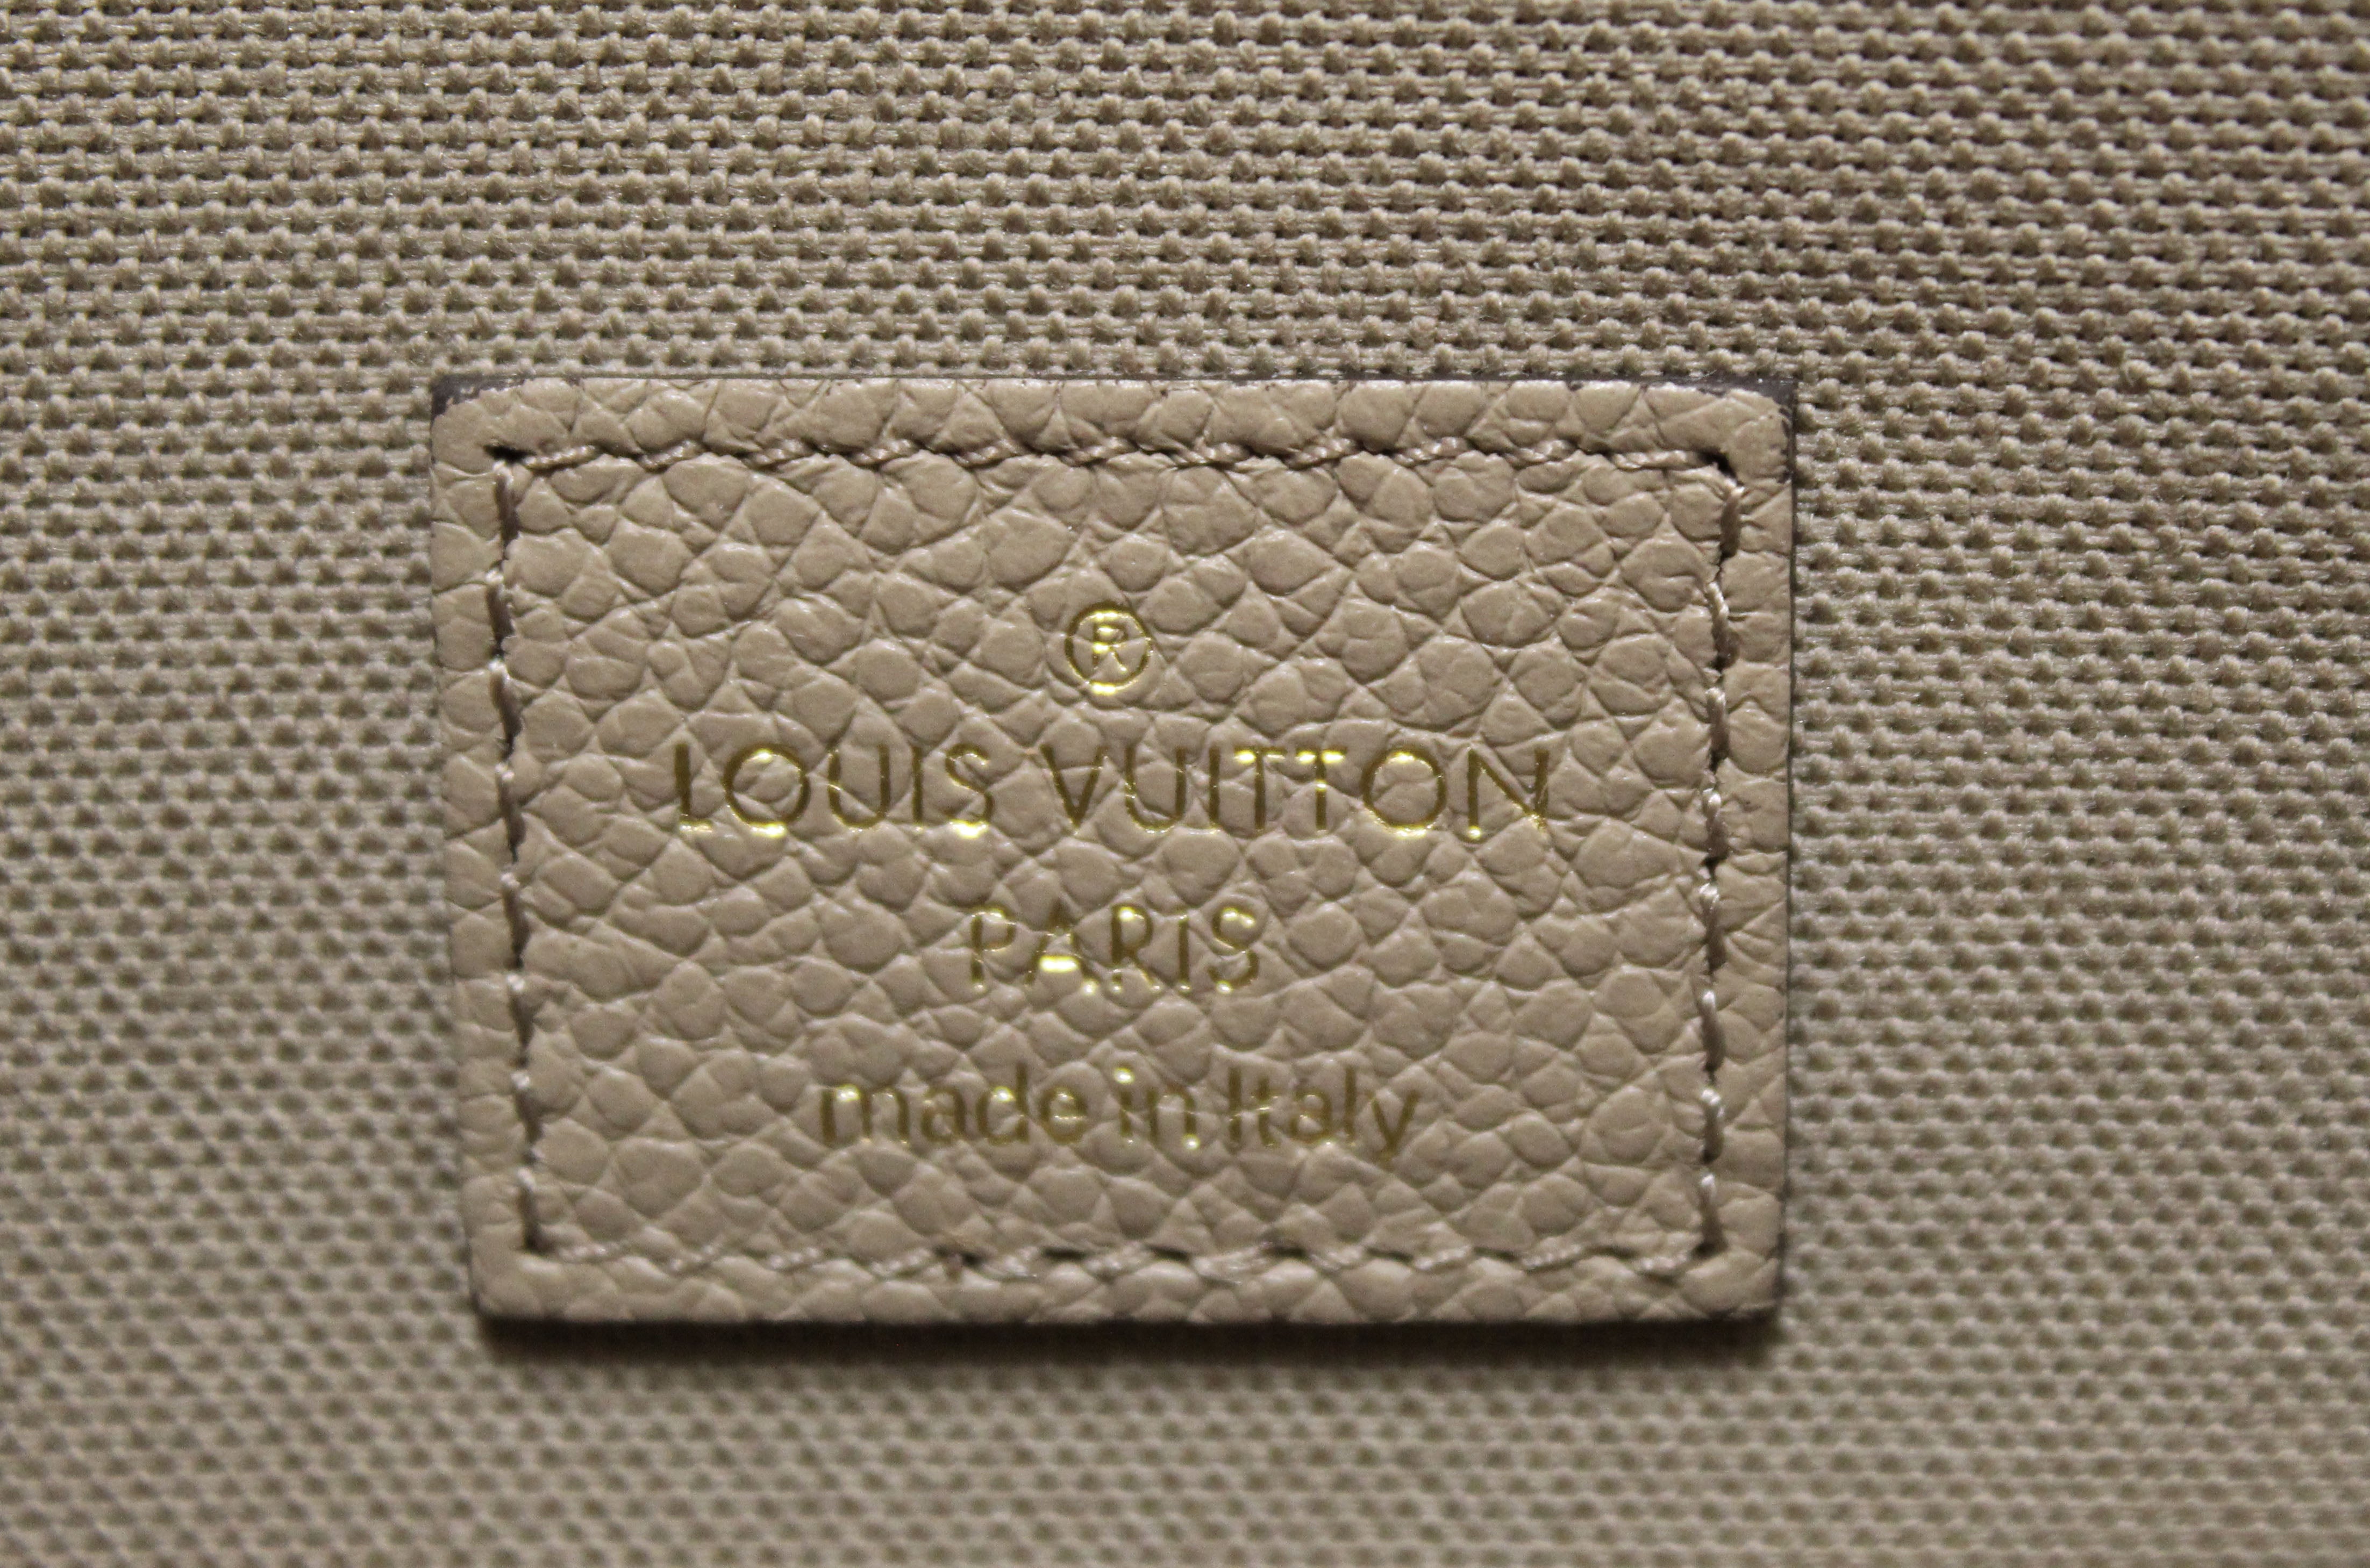 ®
LOUIS VUITTON
PARIS
made in Italy